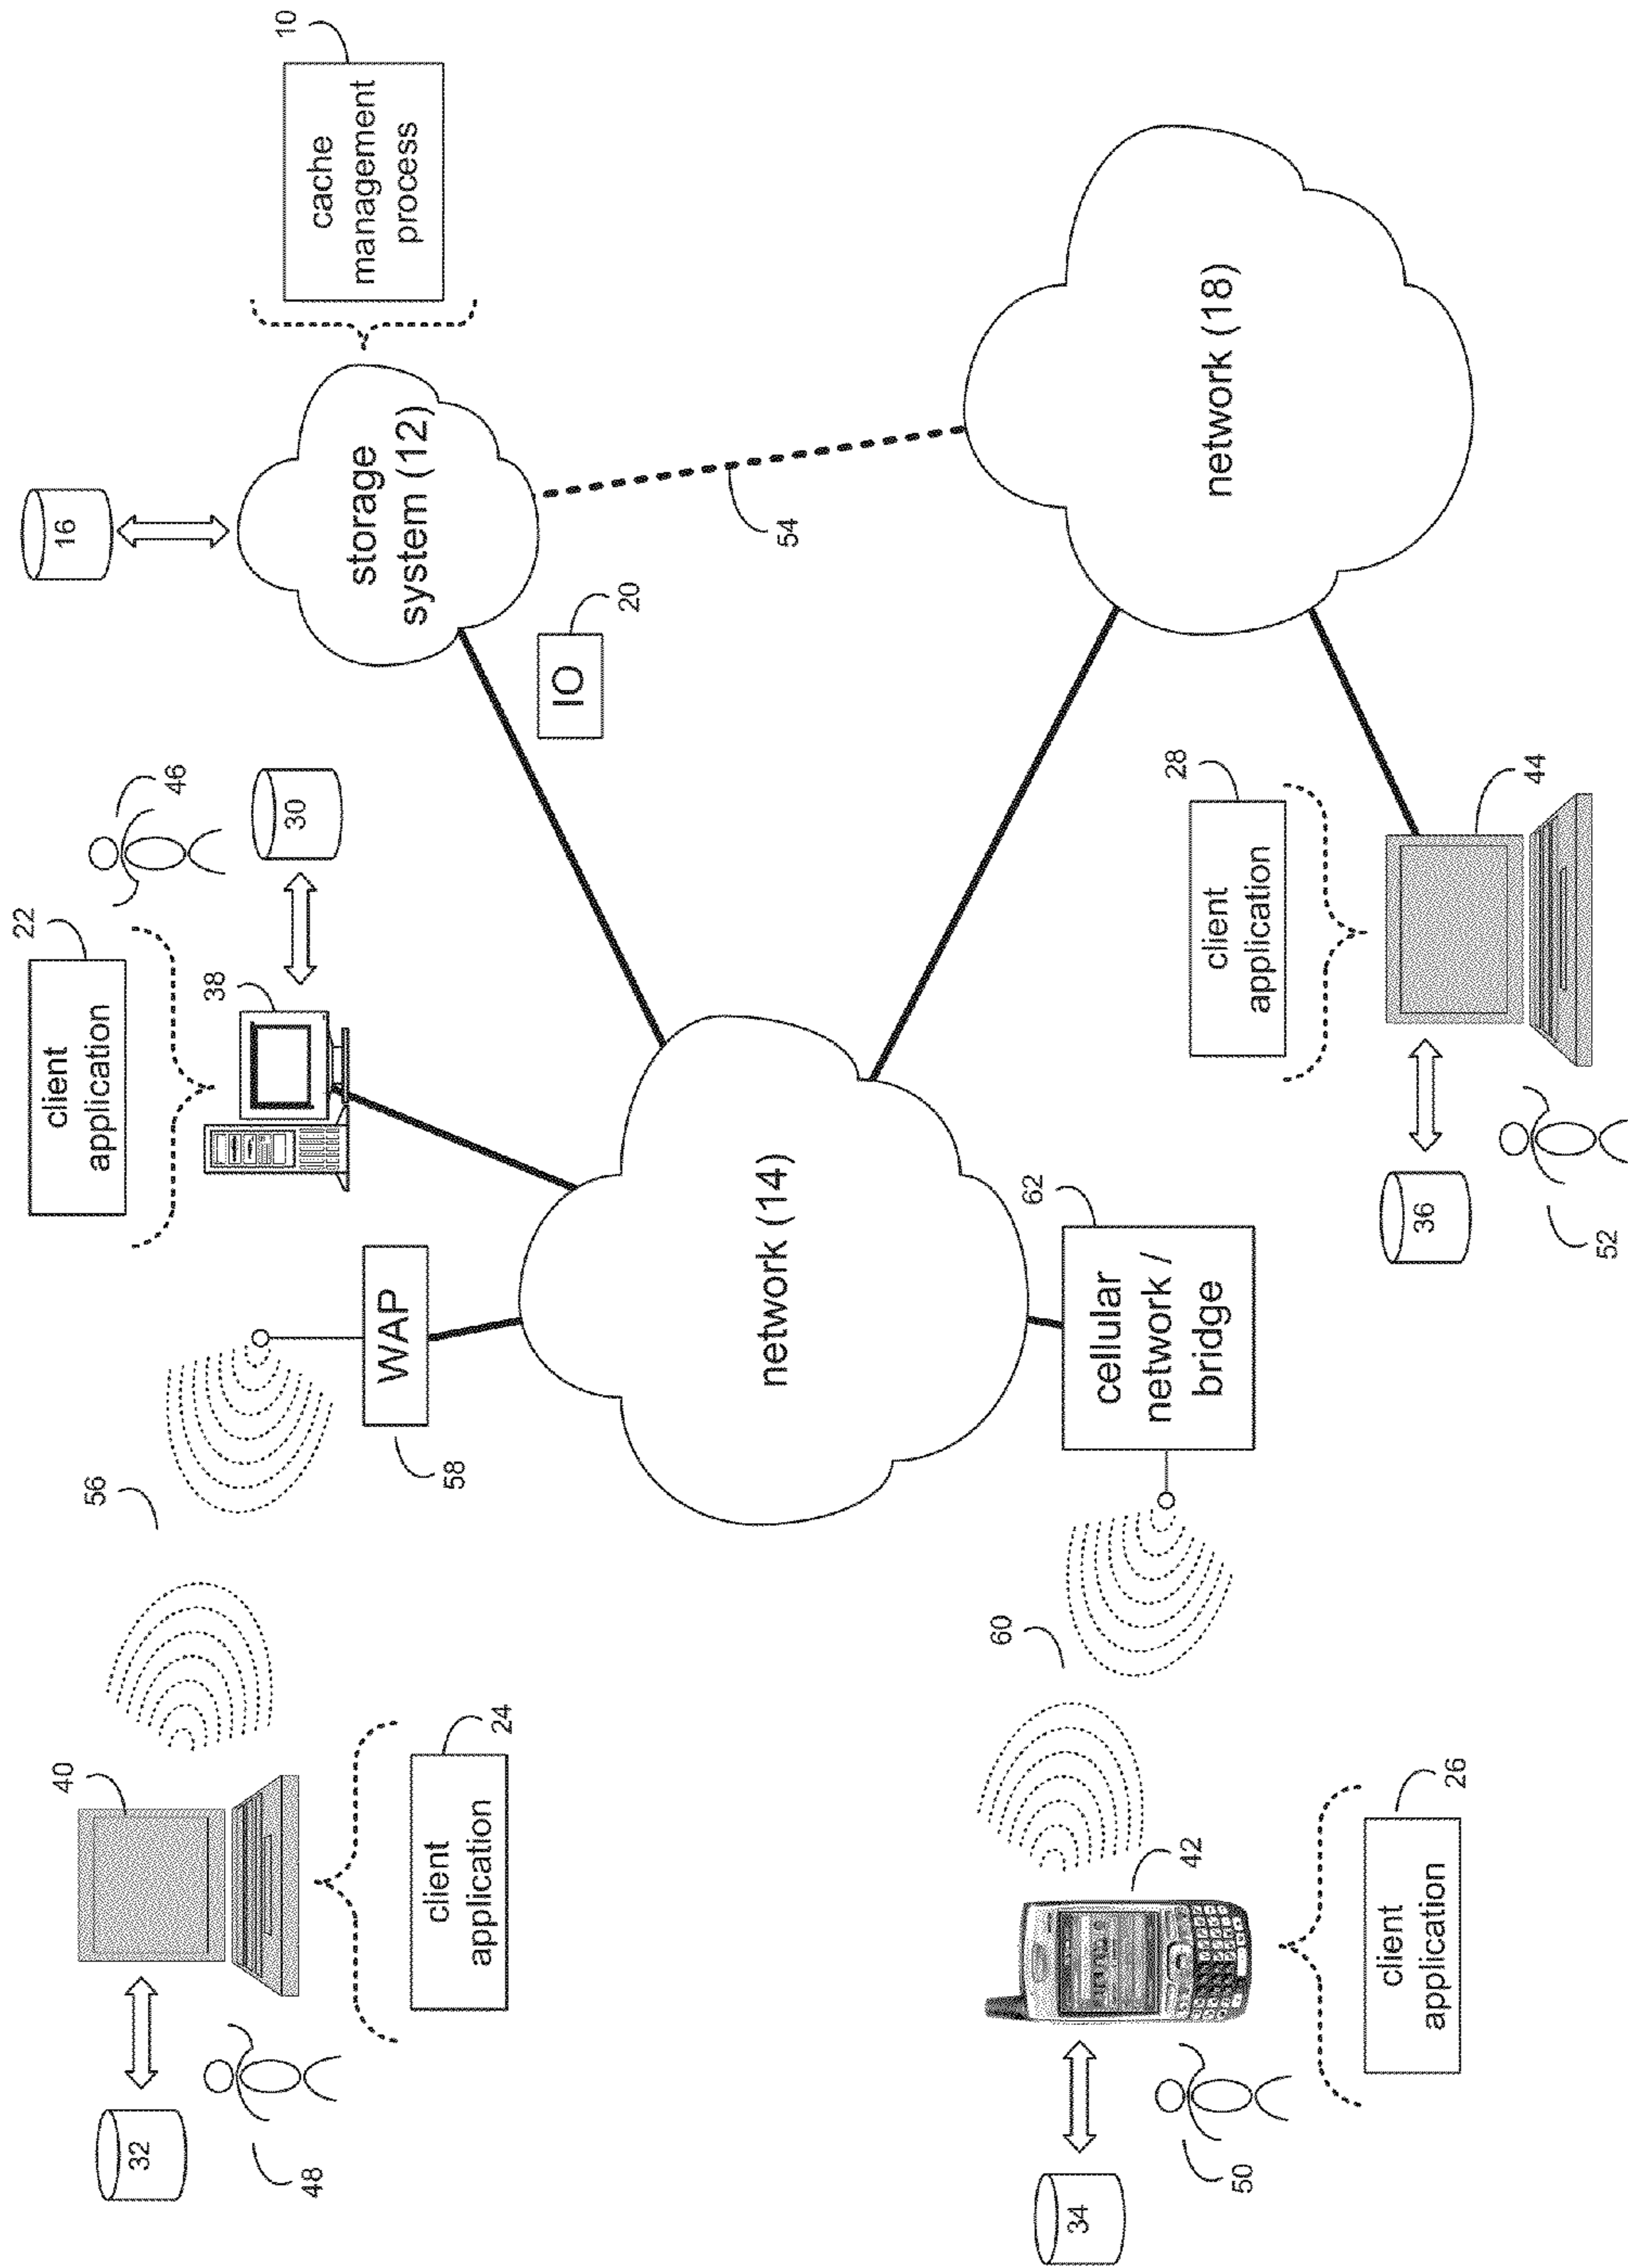 22
client
application
16
10
56
40
46
32
30
cache
management
process
38
48
WAP
storage
system (12)
24
client
application
58
IO
20
network (14)
54
60
62
34
42
cellular
network /
bridge
28
network (18)
50
client
application
26
client
application
36
44
52